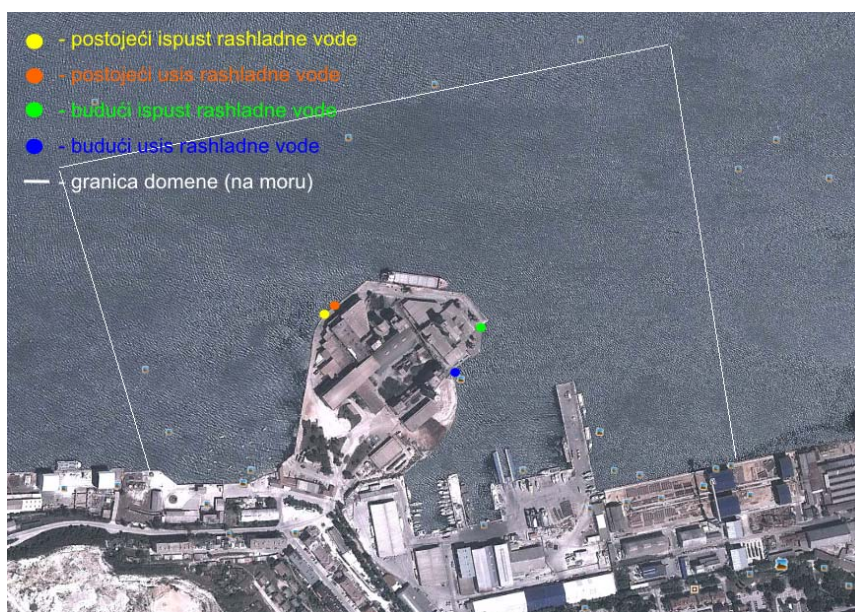 - postojeći ispust rashladne vode
- postojeći usis rashladne vode
- budući ispust rashladne vode
- budući usis rashladne vode
- granica domene (na moru)